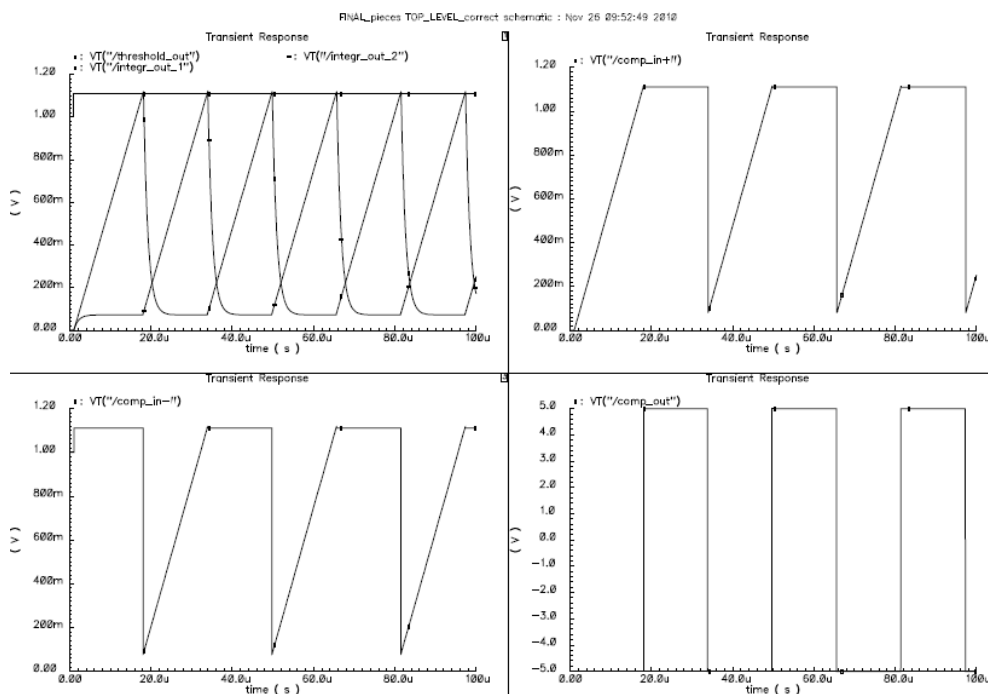 FINAL_pieces TOP_LEVEL_correct schematic : Nov 26 09:52:49 2010
Transient Response
: VT("/threshold_out")
-: VT("/integr_out_2")
: VT("/integr_out_1")
1.20
1.00
800m
600m
400m
200m
0.00
( V )
0.00
20.0u
40.0u
60.0u
80.0u
100u
time ( s )
Transient Response
: VT("/comp_in+")
1.20
1.00
800m
600m
400m
200m
0.00
( V )
0.00
20.0u
40.0u
60.0u
80.0u
100u
time ( s )
Transient Response
: VT("/comp_in-")
1.20
1.00
800m
600m
400m
200m
0.00
( V )
0.00
20.0u
40.0u
60.0u
80.0u
100u
time ( s )
Transient Response
: VT("/comp_out")
5.0
4.0
3.0
2.0
1.0
0.0
-1.0
-2.0
-3.0
-4.0
-5.0
( V )
0.00
20.0u
40.0u
60.0u
80.0u
100u
time ( s )